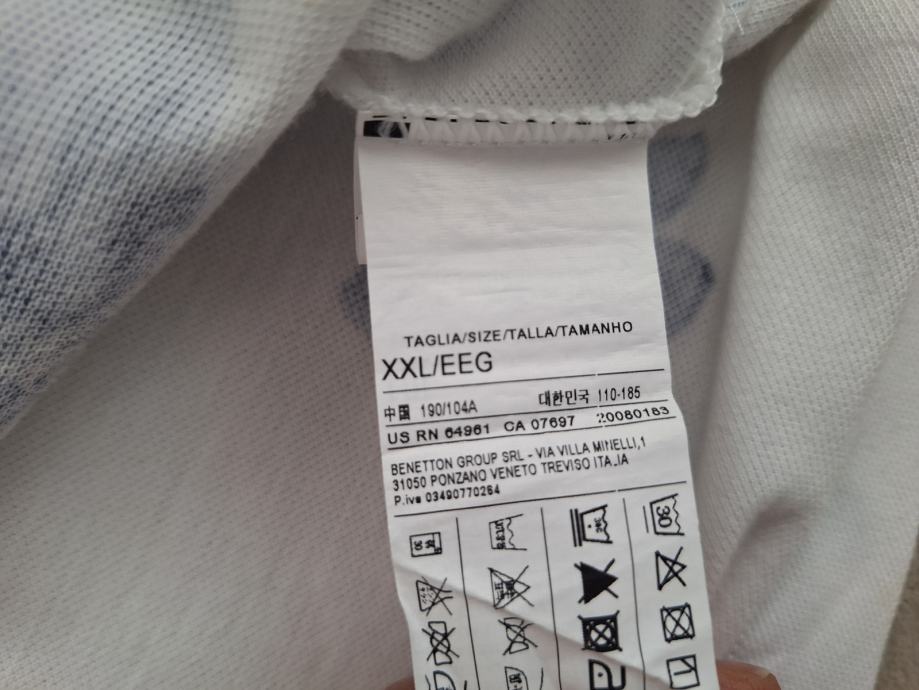 TAGLIA/SIZE/TALLA/TAMANHO
XXL/EEG
中国 190/104A 대한민국 110-185
US RN 64961 CA 07697 20080183
BENETTON GROUP SRL - VIA VILLA MINELLI,1
31050 PONZANO VENETO TREVISO ITALIA
P.iva 03490770264
30